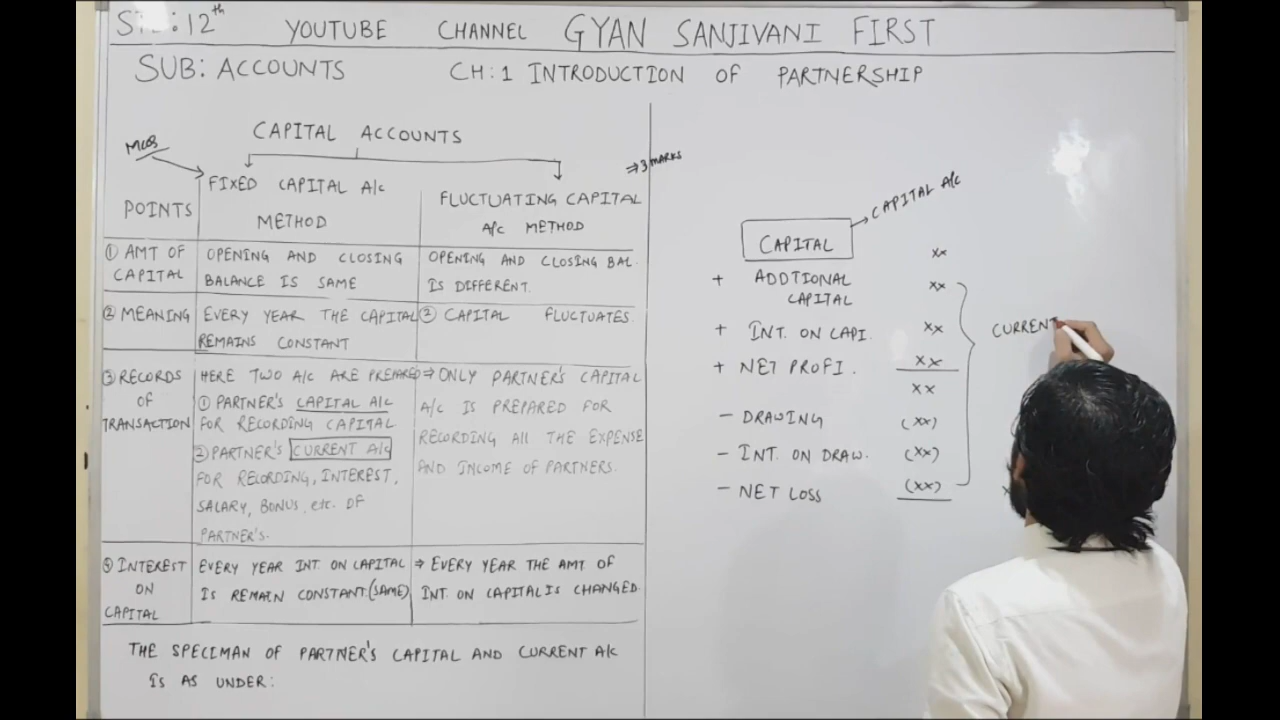 STD:12th YOUTUBE CHANNEL GYAN SANJIVANI FIRST
SUB: ACCOUNTS CH:1 INTRODUCTION OF PARTNERSHIP
CAPITAL ACCOUNTS
MCQS
⇒3 MARKS
POINTS
FIXED CAPITAL A/c
METHOD
FLUCTUATING CAPITAL
A/c METHOD
① AMT OF
CAPITAL
OPENING AND CLOSING
BALANCE IS SAME
OPENING AND CLOSING BAL.
IS DIFFERENT.
② MEANING
EVERY YEAR THE CAPITAL
REMAINS CONSTANT
② CAPITAL FLUCTUATES.
③ RECORDS
OF
TRANSACTION
HERE TWO A/c ARE PREPARED
① PARTNER'S CAPITAL A/c
FOR RECORDING CAPITAL
② PARTNER'S CURRENT A/c
FOR RECORDING, INTEREST,
SALARY, BONUS, etc. OF
PARTNER'S.
⇒ ONLY PARTNER'S CAPITAL
A/c IS PREPARED FOR
RECORDING All THE EXPENSE
AND INCOME OF PARTNERS.
④ INTEREST
ON
CAPITAL
EVERY YEAR INT. ON CAPITAL
IS REMAIN CONSTANT.(SAME)
⇒ EVERY YEAR THE AMT OF
INT. ON CAPITAL IS CHANGED.
THE SPECIMAN OF PARTNER'S CAPITAL AND CURRENT A/c
IS AS UNDER:
CAPITAL A/c
CAPITAL xx
+ ADDTIONAL xx
CAPITAL
+ INT. ON CAPI. xx
+ NET PROFI. xx
xx
- DRAWING (xx)
- INT. ON DRAW. (xx)
- NET LOSS (xx)
CURRENT